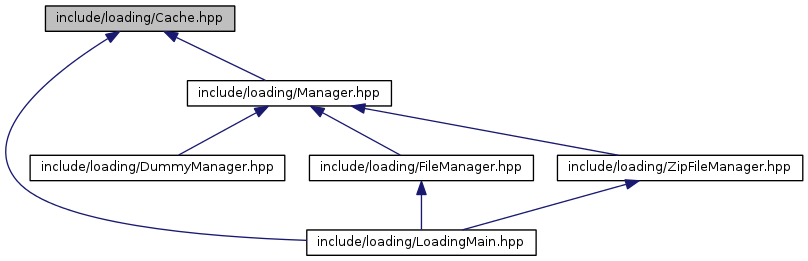 include/loading/Cache.hpp
include/loading/Manager.hpp
include/loading/DummyManager.hpp
include/loading/FileManager.hpp
include/loading/ZipFileManager.hpp
include/loading/LoadingMain.hpp